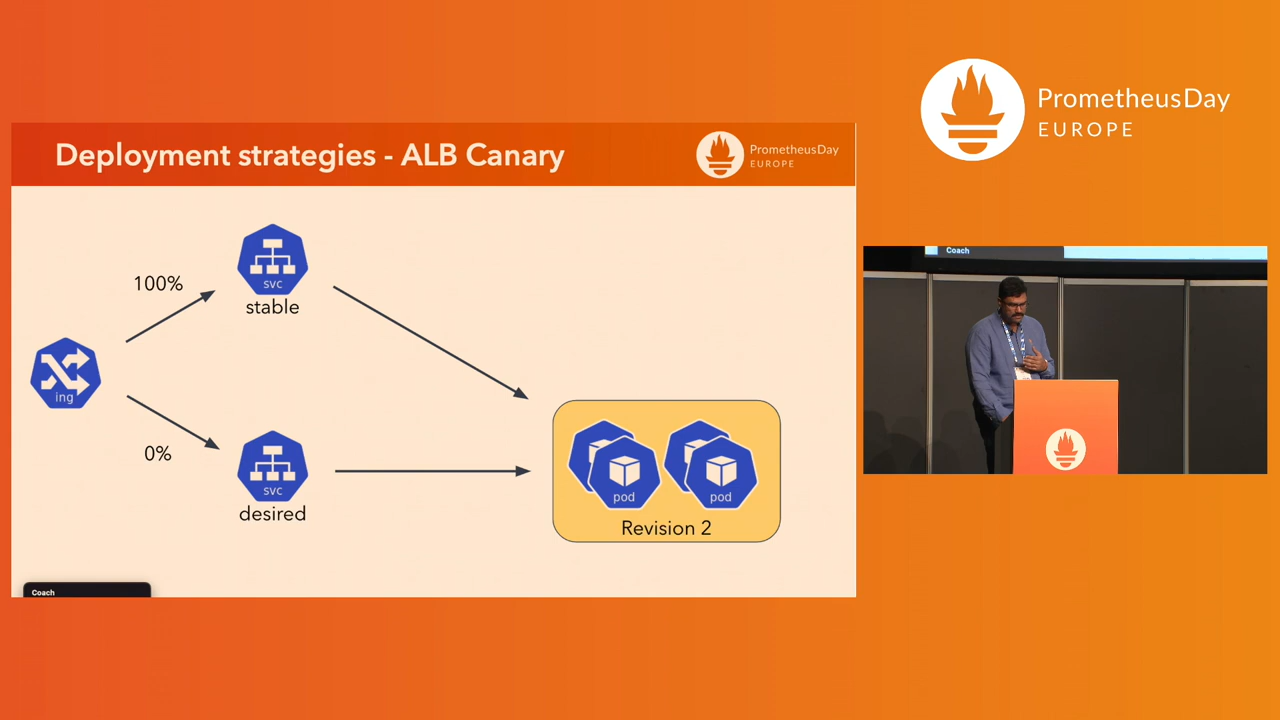 PrometheusDay
EUROPE
Deployment strategies - ALB Canary
PrometheusDay
EUROPE
100%
svc
stable
ing
0%
svc
desired
pod
pod
Revision 2
Coach
Coach